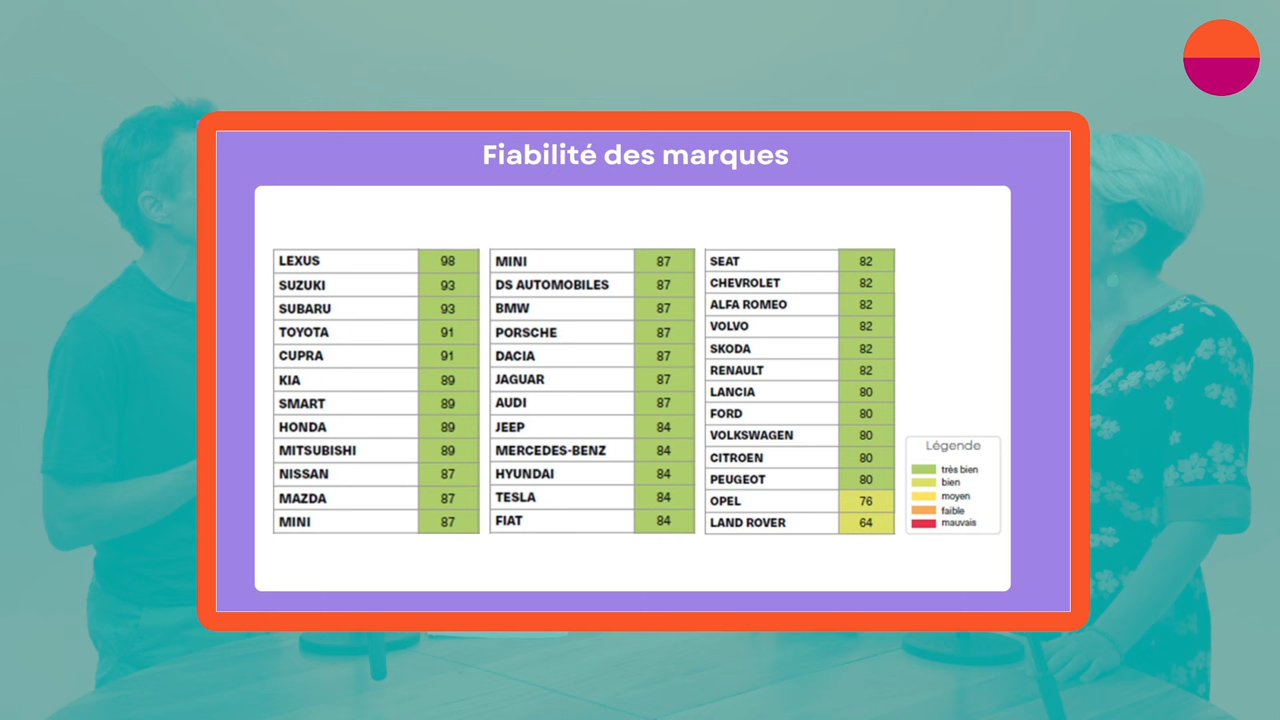 Fiabilité des marques
LEXUS 98
SUZUKI 93
SUBARU 93
TOYOTA 91
CUPRA 91
KIA 89
SMART 89
HONDA 89
MITSUBISHI 89
NISSAN 87
MAZDA 87
MINI 87
MINI 87
DS AUTOMOBILES 87
BMW 87
PORSCHE 87
DACIA 87
JAGUAR 87
AUDI 87
JEEP 84
MERCEDES-BENZ 84
HYUNDAI 84
TESLA 84
FIAT 84
SEAT 82
CHEVROLET 82
ALFA ROMEO 82
VOLVO 82
SKODA 82
RENAULT 82
LANCIA 80
FORD 80
VOLKSWAGEN 80
CITROEN 80
PEUGEOT 80
OPEL 76
LAND ROVER 64
Légende
très bien
bien
moyen
faible
mauvais